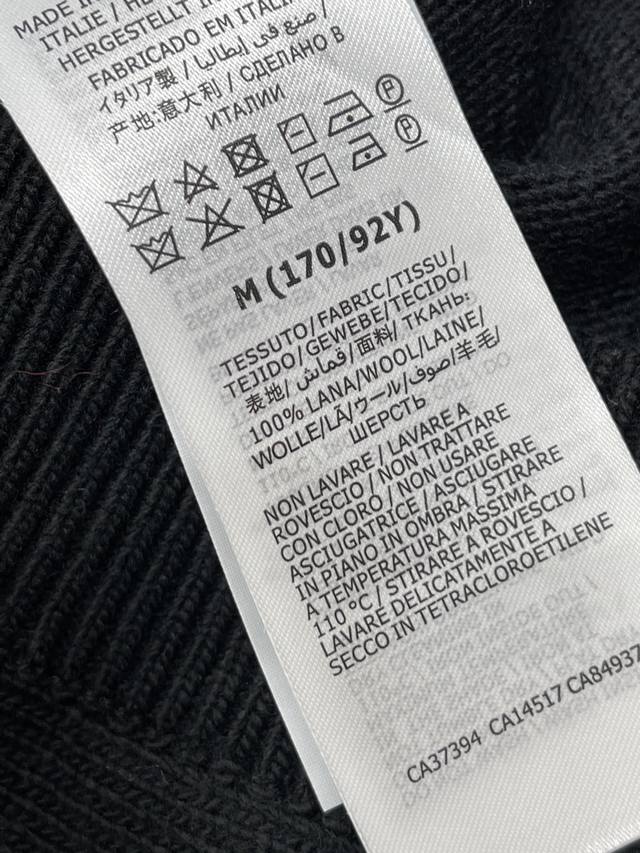 MADE IN
ITALIE /
HERGESTELLT IN
FABRICADO EM ITALIA
イタリア製 / صنع في إيطاليا /
产地:意大利 / СДЕЛАНО В
ИТАЛИИ
P
P
M (170/92Y)
TESSUTO/FABRIC/TISSU/
TEJIDO/GEWEBE/TECIDO/
表地/ قماش/面料/ ТКАНЬ:
100% LANA/WOOL/LAINE/
WOLLE/LÃ/ウール/صوف/羊毛/
ШЕРСТЬ
NON LAVARE / LAVARE A
ROVESCIO / NON TRATTARE
CON CLORO / NON USARE
ASCIUGATRICE / ASCIUGARE
IN PIANO IN OMBRA / STIRARE
A TEMPERATURA MASSIMA
110 °C / STIRARE A ROVESCIO /
LAVARE DELICATAMENTE A
SECCO IN TETRACLOROETILENE
CA37394 CA14517 CA84937